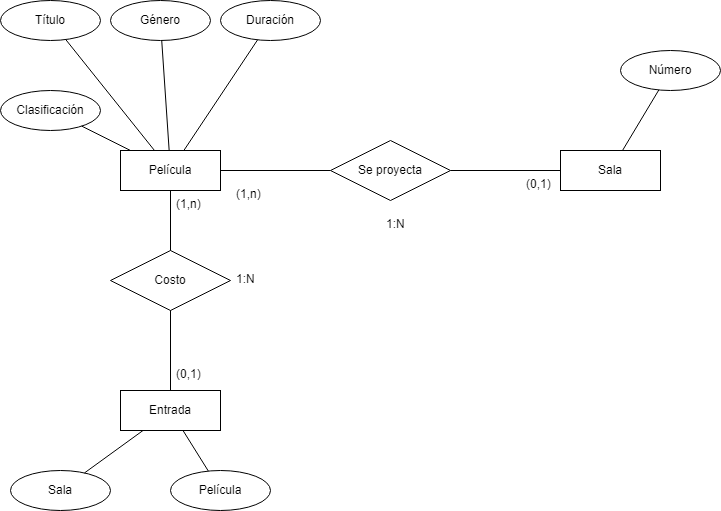 Título
Género
Duración
Número
Clasificación
Película
Se proyecta
Sala
(0,1)
(1,n)
(1,n)
1:N
Costo
1:N
(0,1)
Entrada
Sala
Película